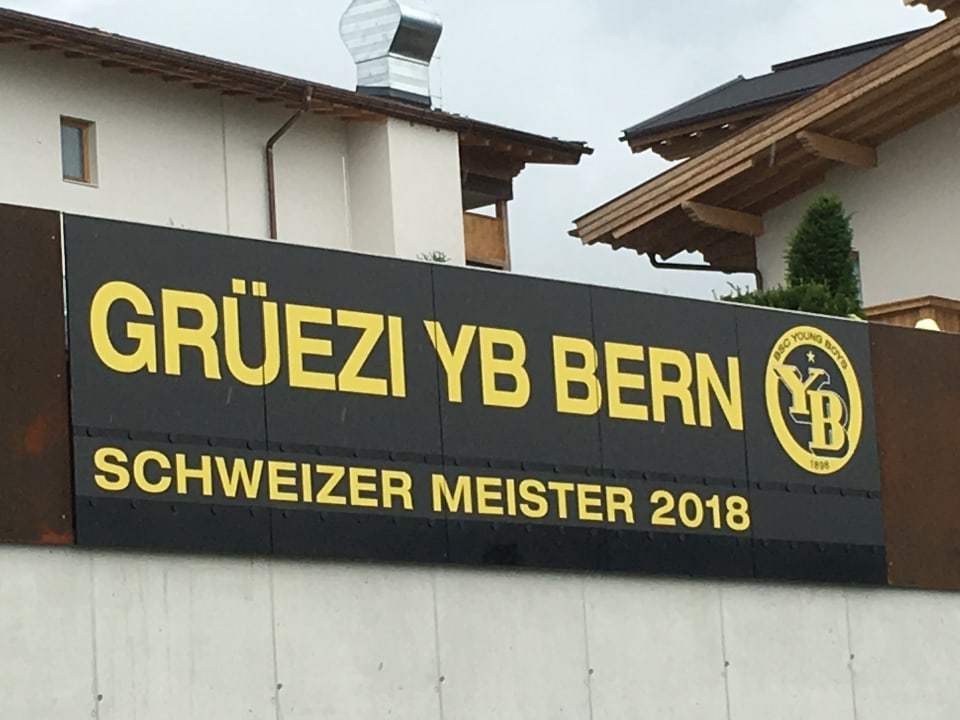 GRÜEZI YB BERN
SCHWEIZER MEISTER 2018
BSC YOUNG BOYS
YB
1898